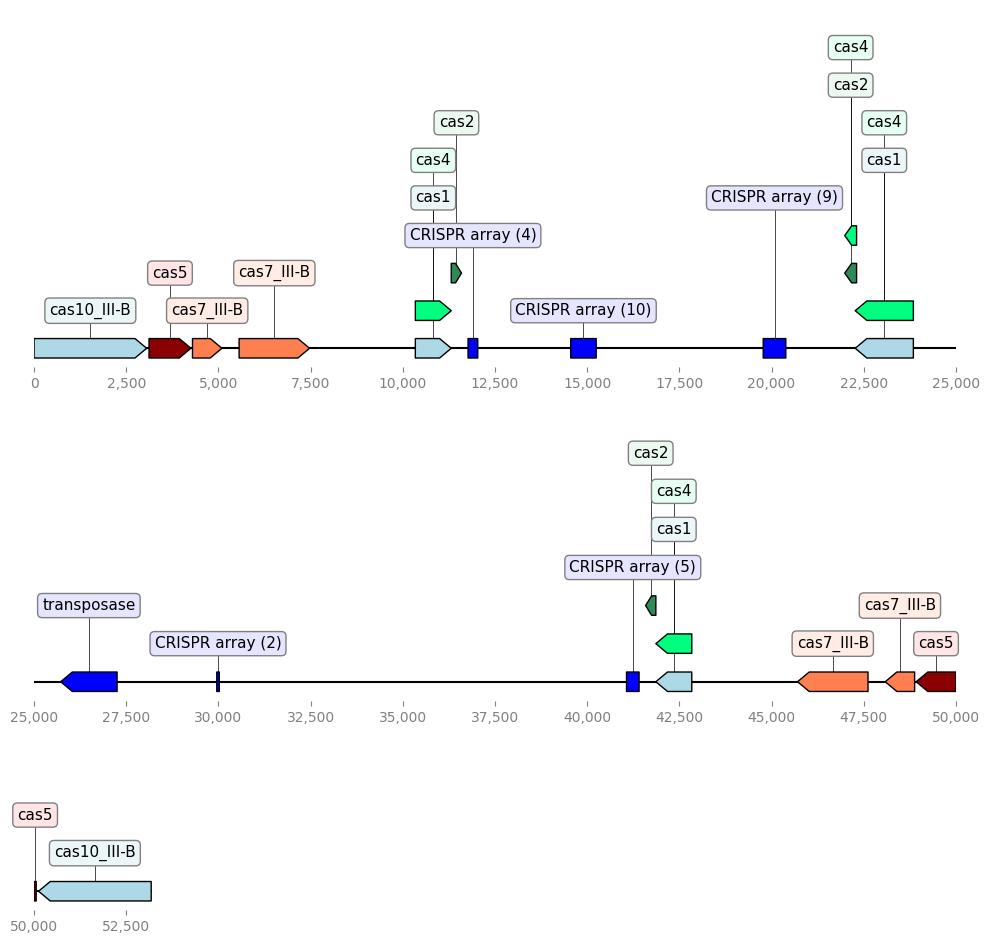 cas4
cas2
cas2
cas4
cas4
cas1
cas1
CRISPR array (9)
CRISPR array (4)
cas5
cas7_III-B
cas10_III-B
cas7_III-B
CRISPR array (10)
0
2,500
5,000
7,500
10,000
12,500
15,000
17,500
20,000
22,500
25,000
cas2
cas4
cas1
CRISPR array (5)
transposase
cas7_III-B
CRISPR array (2)
cas7_III-B
cas5
25,000
27,500
30,000
32,500
35,000
37,500
40,000
42,500
45,000
47,500
50,000
cas5
cas10_III-B
50,000
52,500